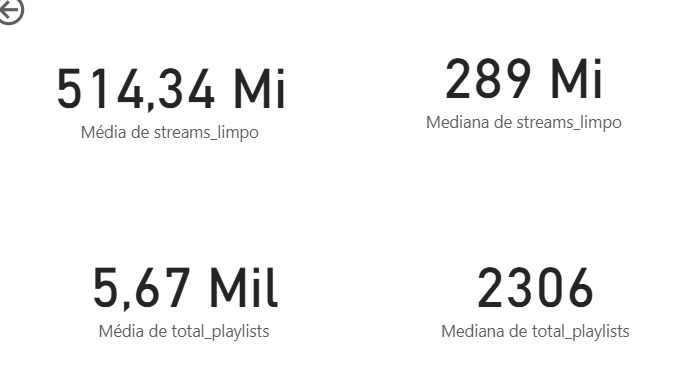 514,34 Mi
Média de streams_limpo
289 Mi
Mediana de streams_limpo
5,67 Mil
Média de total_playlists
2306
Mediana de total_playlists